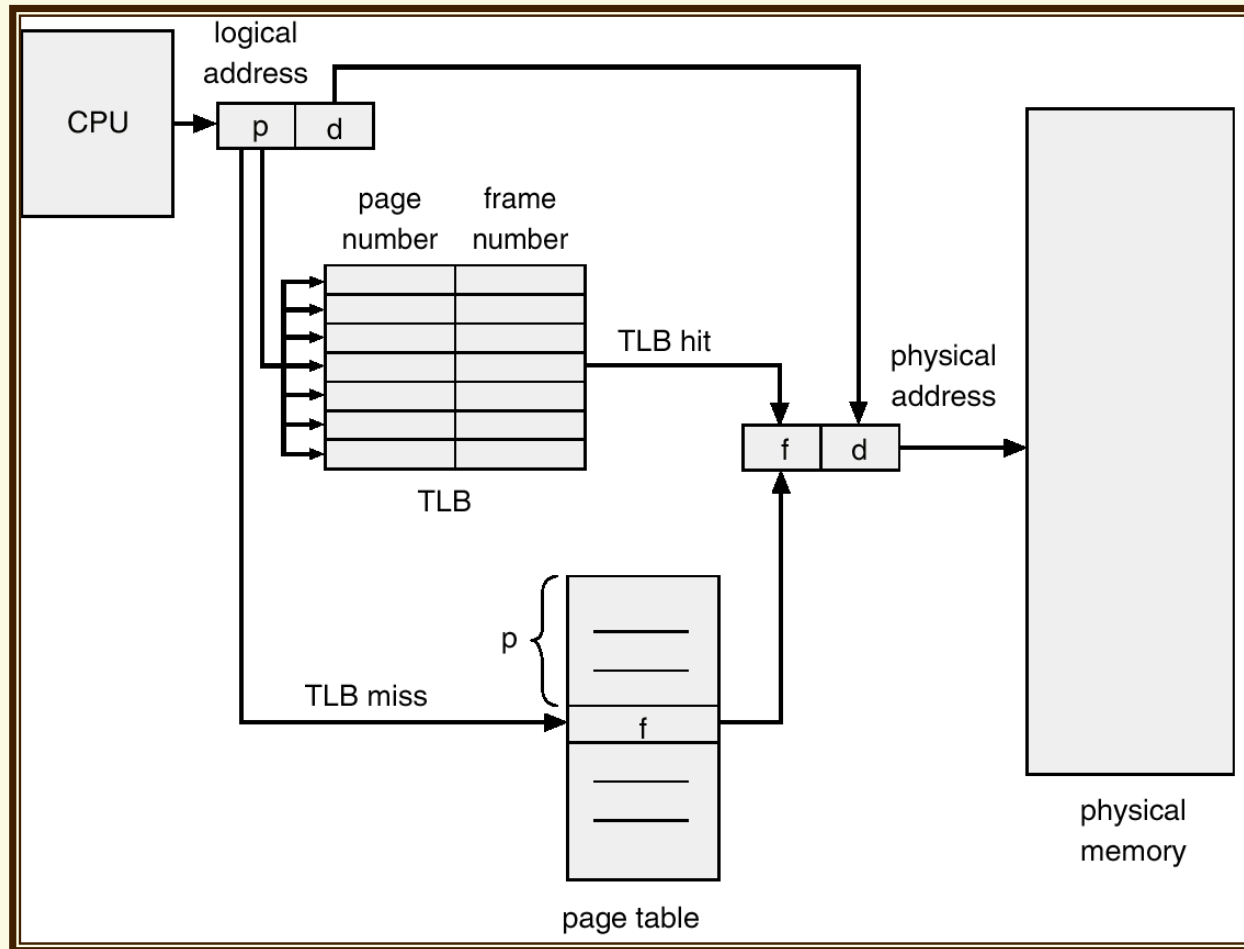 logical
address
CPU
p
d
page
number
frame
number
TLB hit
physical
address
f
d
TLB
p
TLB miss
f
physical
memory
page table